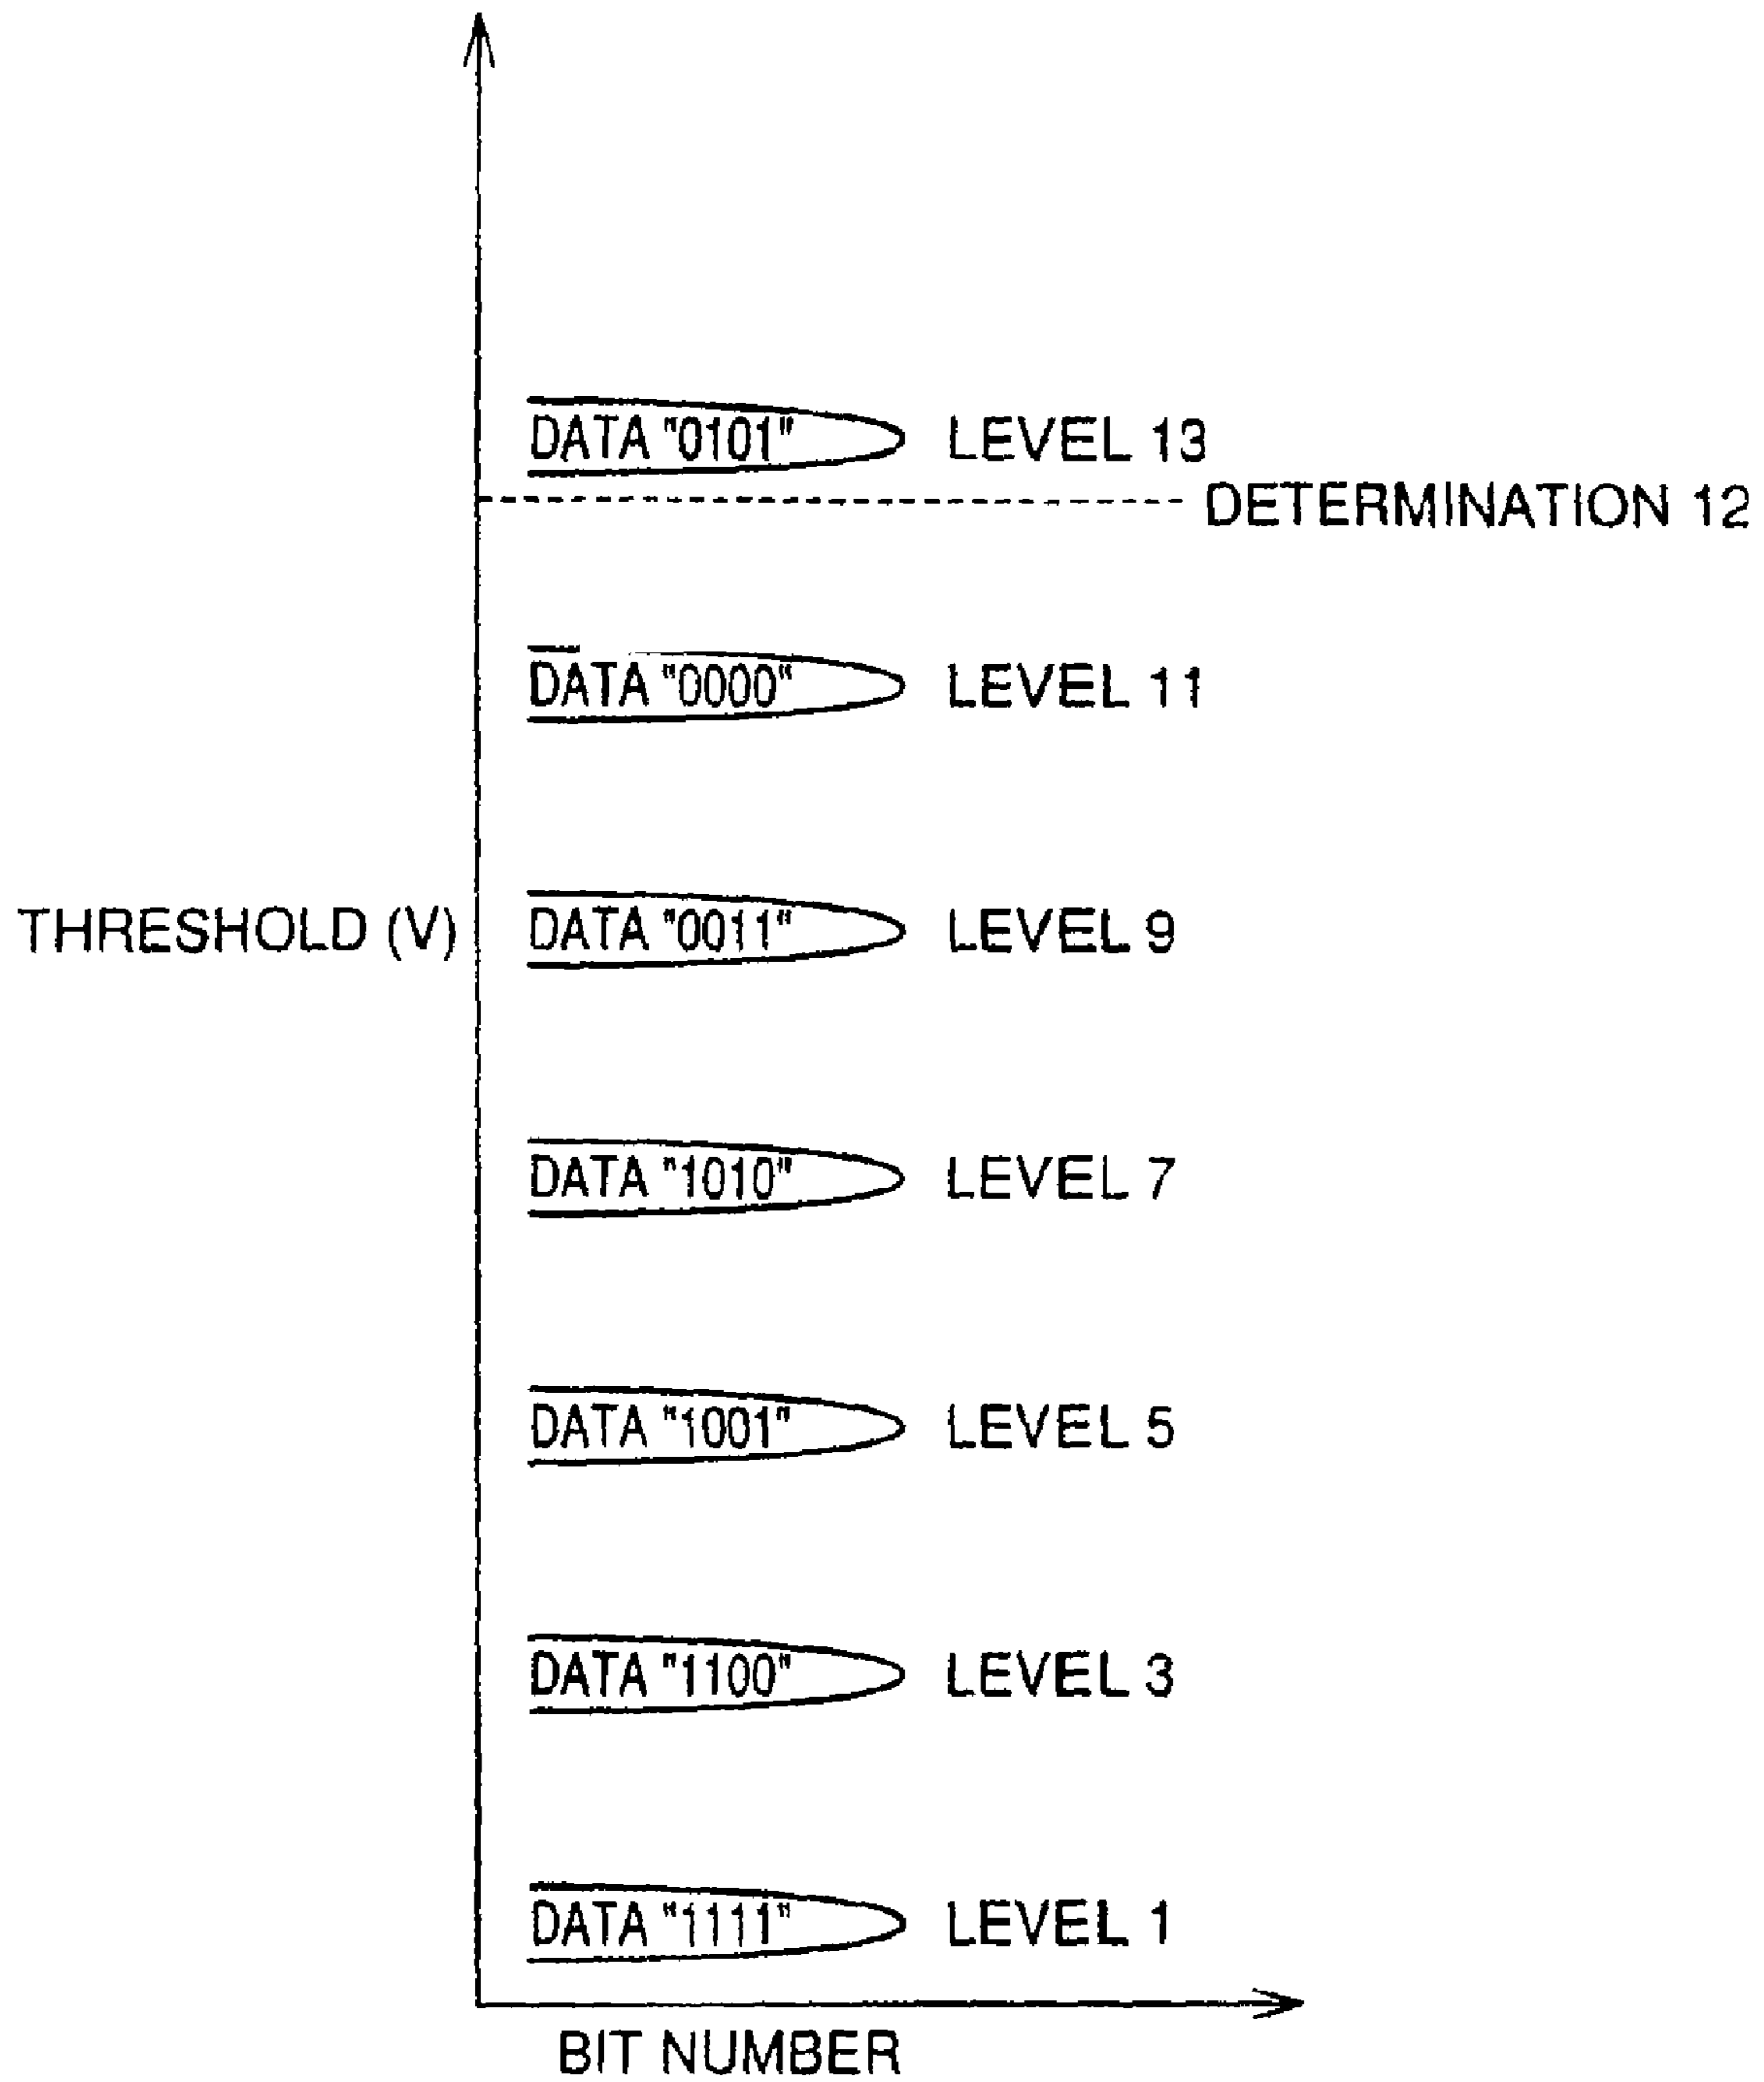 DATA "0101" LEVEL 13
DETERMINATION 12
DATA "0000" LEVEL 11
THRESHOLD (V)
DATA "0011" LEVEL 9
DATA "1010" LEVEL 7
DATA "1001" LEVEL 5
DATA "1100" LEVEL 3
DATA "1111" LEVEL 1
BIT NUMBER